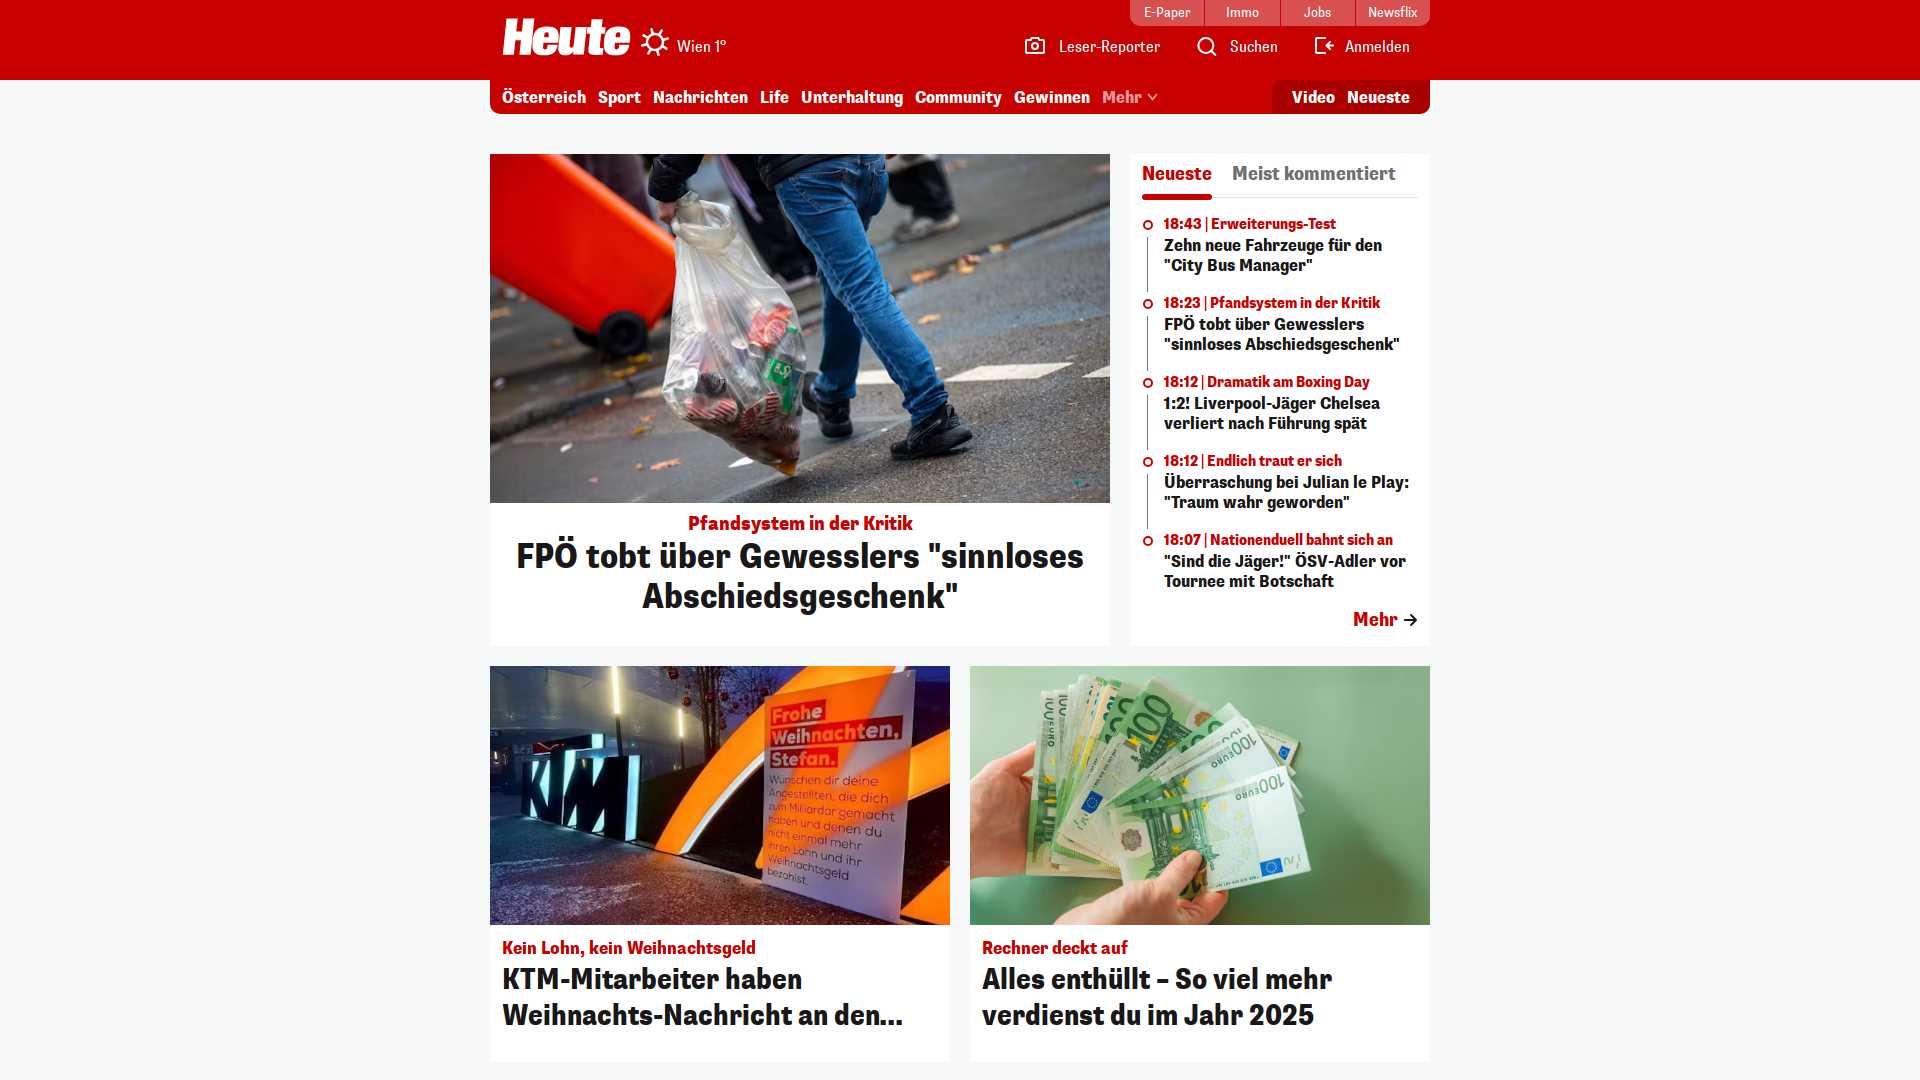 E-Paper
Immo
Jobs
Newsflix
Heute
Wien 1°
Leser-Reporter
Suchen
Anmelden
Österreich
Sport
Nachrichten
Life
Unterhaltung
Community
Gewinnen
Mehr
Video
Neueste
Pfandsystem in der Kritik
FPÖ tobt über Gewesslers "sinnloses
Abschiedsgeschenk"
Neueste
Meist kommentiert
18:43 | Erweiterungs-Test
Zehn neue Fahrzeuge für den
"City Bus Manager"
18:23 | Pfandsystem in der Kritik
FPÖ tobt über Gewesslers
"sinnloses Abschiedsgeschenk"
18:12 | Dramatik am Boxing Day
1:2! Liverpool-Jäger Chelsea
verliert nach Führung spät
18:12 | Endlich traut er sich
Überraschung bei Julian le Play:
"Traum wahr geworden"
18:07 | Nationenduell bahnt sich an
"Sind die Jäger!" ÖSV-Adler vor
Tournee mit Botschaft
Mehr
KTM
Frohe
Weihnachten,
Stefan.
Wünschen dir deine
Angestellten, die dich
zum Milliardär gemacht
haben und denen du
nicht einmal mehr
ihren Lohn und ihr
Weihnachtsgeld
bezahlst.
100
100 EURO
100 EURO
Kein Lohn, kein Weihnachtsgeld
KTM-Mitarbeiter haben
Weihnachts-Nachricht an den...
Rechner deckt auf
Alles enthüllt – So viel mehr
verdienst du im Jahr 2025